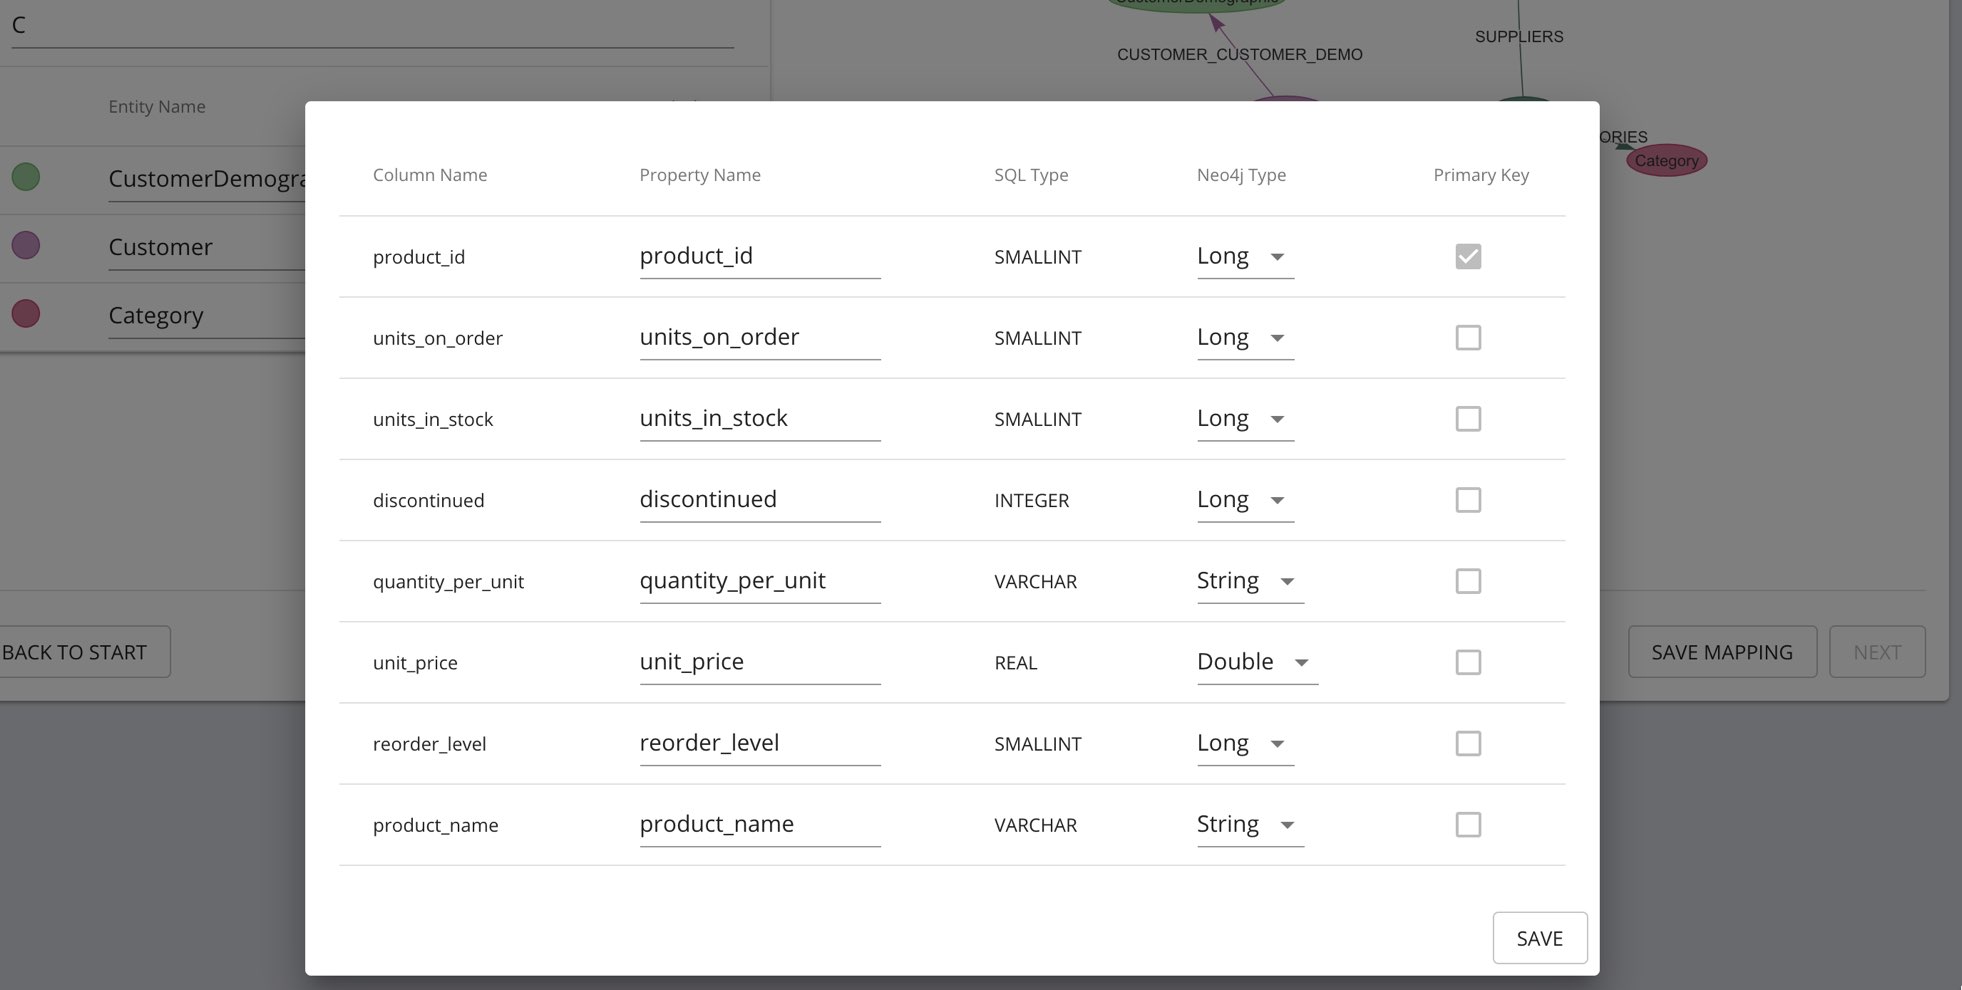 C
CustomerDemographic
SUPPLIERS
CUSTOMER_CUSTOMER_DEMO
Entity Name
ORIES
Category
CustomerDemogra
Customer
Category
Column Name Property Name SQL Type Neo4j Type Primary Key
product_id product_id SMALLINT Long
units_on_order units_on_order SMALLINT Long
units_in_stock units_in_stock SMALLINT Long
discontinued discontinued INTEGER Long
quantity_per_unit quantity_per_unit VARCHAR String
unit_price unit_price REAL Double
reorder_level reorder_level SMALLINT Long
product_name product_name VARCHAR String
BACK TO START
SAVE MAPPING
NEXT
SAVE